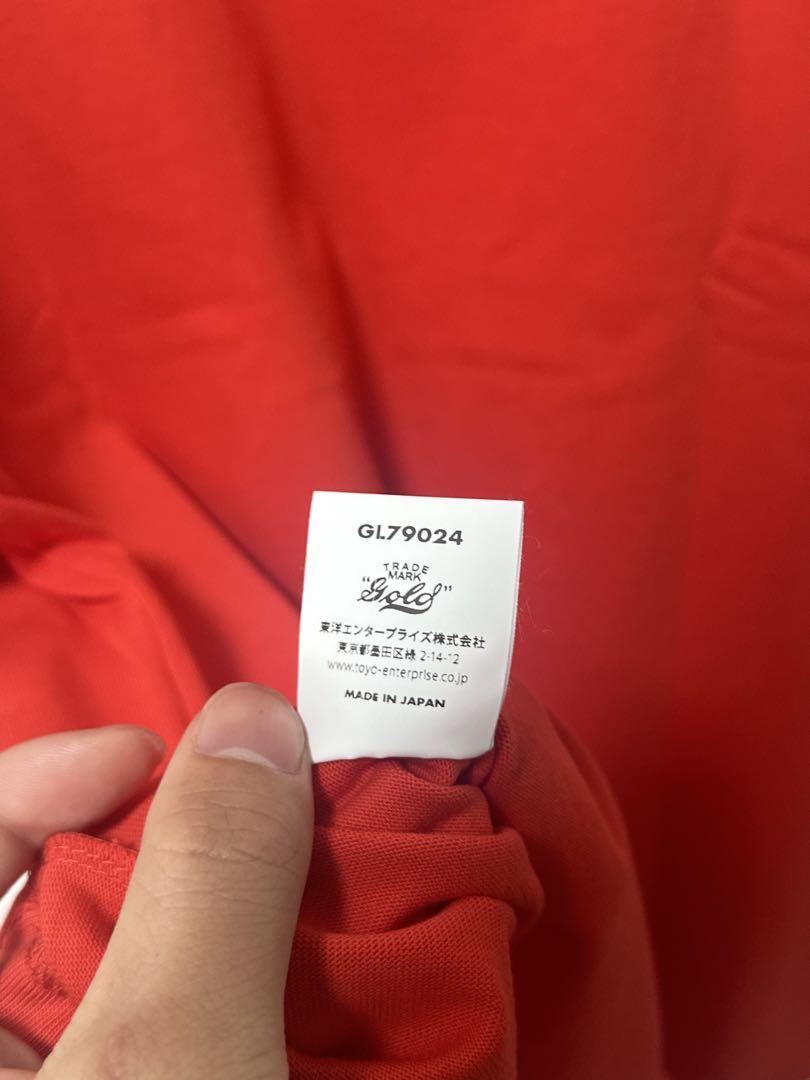 GL79024
TRADE
MARK
"Gold"
東洋エンタープライズ株式会社
東京都墨田区緑 2-14-12
www.toyo-enterprise.co.jp
MADE IN JAPAN